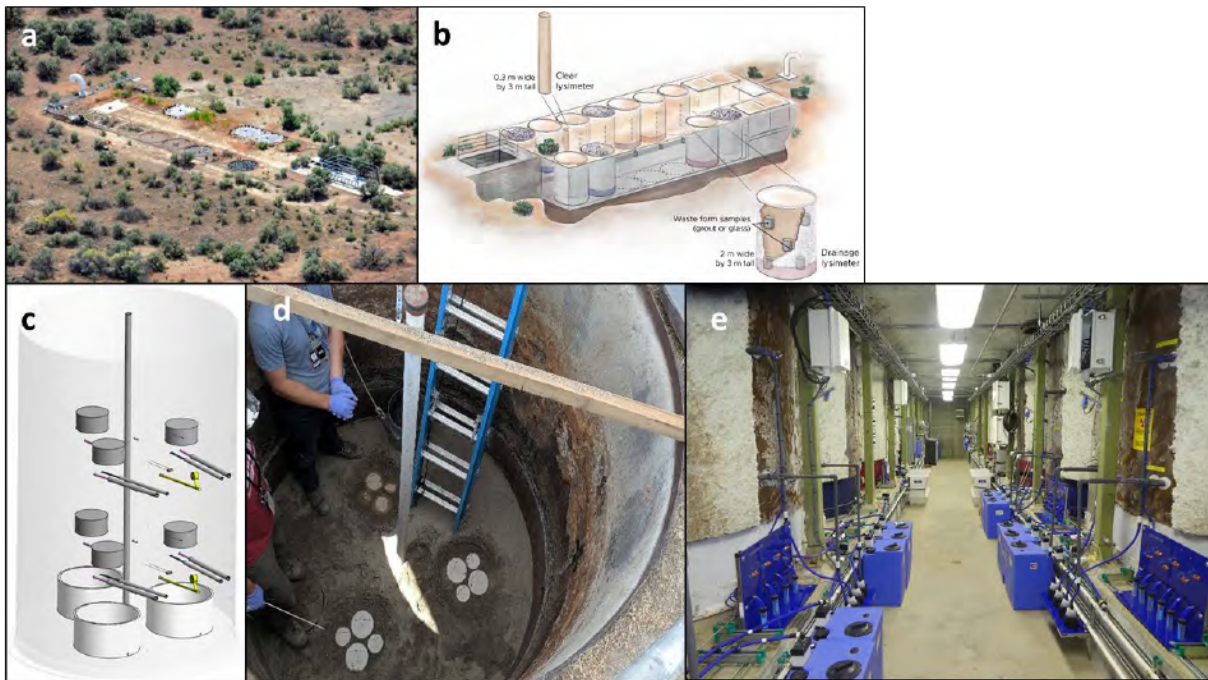 a
b
0.3 m wide
by 3 m tall
Clear
lysimeter
Waste form samples
(grout or glass)
2 m wide
by 3 m tall
Drainage
lysimeter
c
d
e